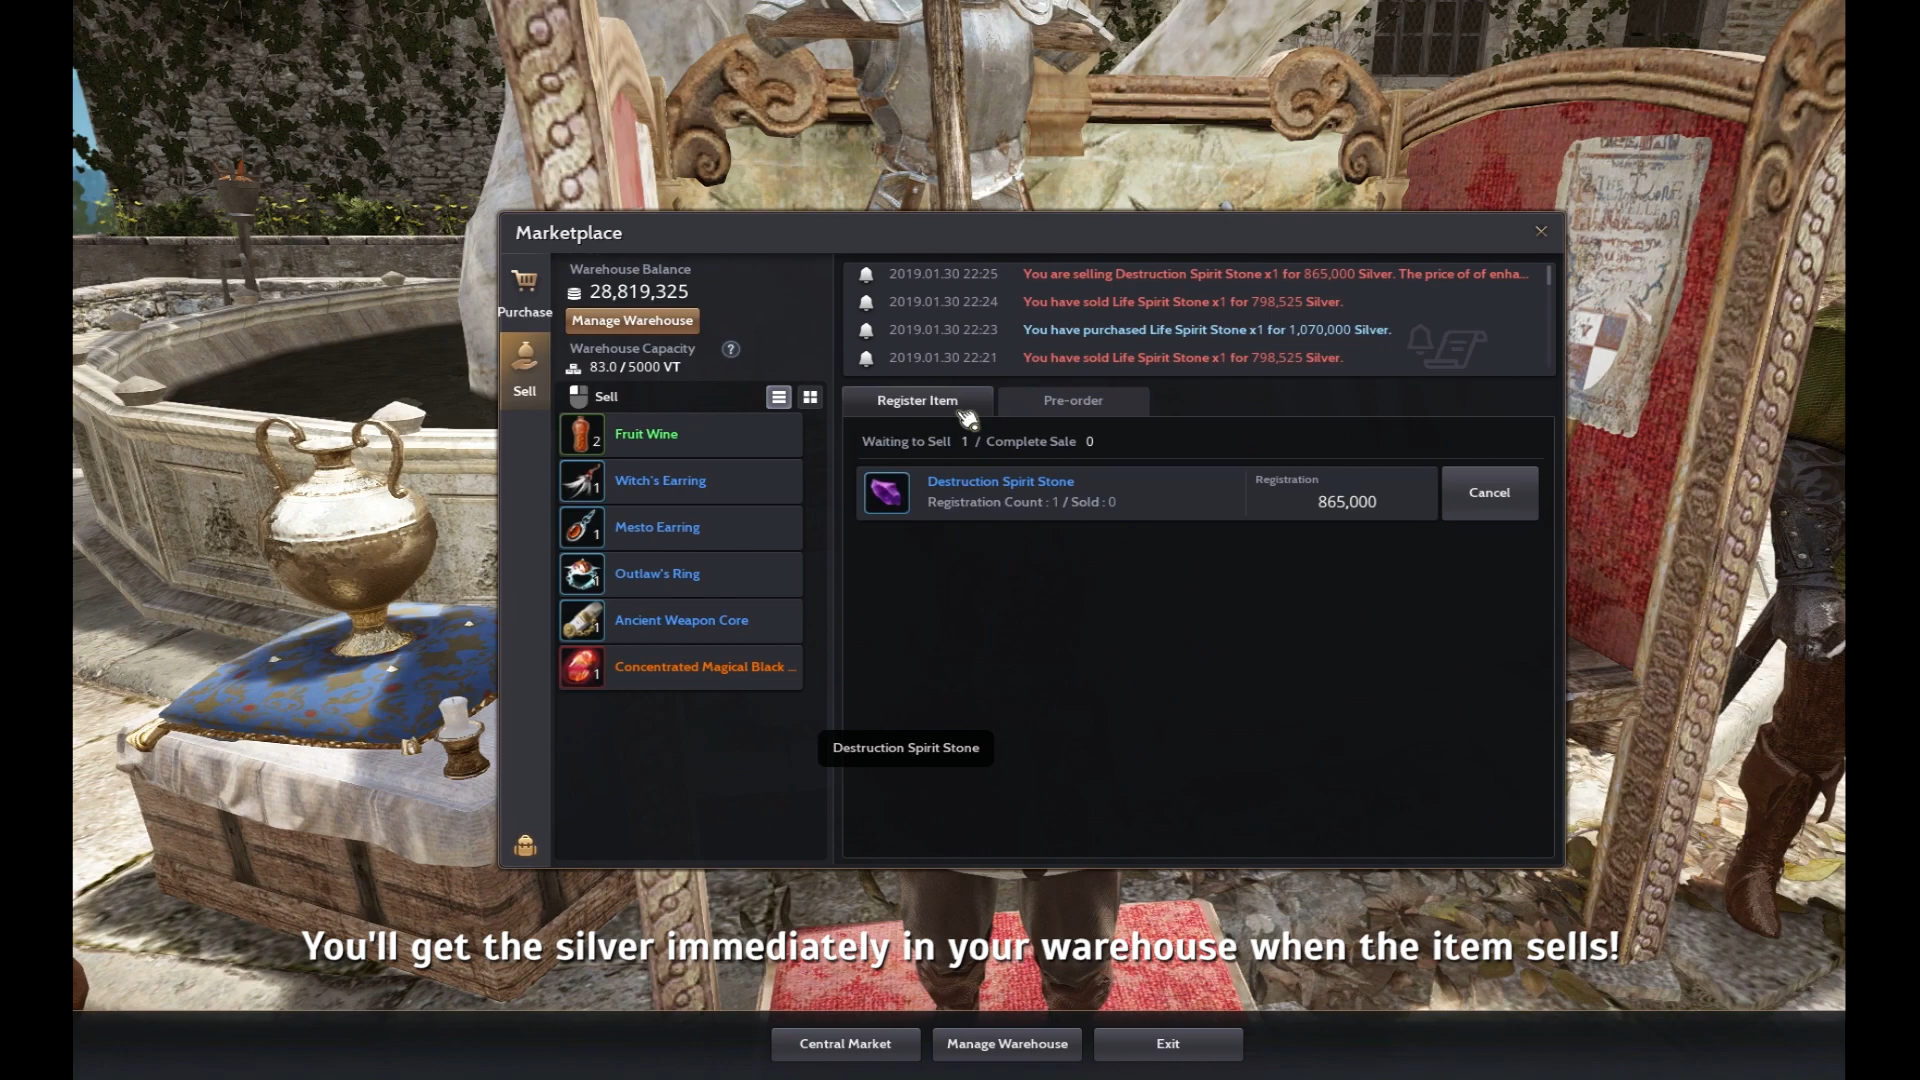 Marketplace
Purchase
Sell
Warehouse Balance
28,819,325
Manage Warehouse
Warehouse Capacity ?
83.0 / 5000 VT
Sell
2 Fruit Wine
1 Witch's Earring
1 Mesto Earring
1 Outlaw's Ring
1 Ancient Weapon Core
1 Concentrated Magical Black ...
2019.01.30 22:25 You are selling Destruction Spirit Stone x1 for 865,000 Silver. The price of of enha...
2019.01.30 22:24 You have sold Life Spirit Stone x1 for 798,525 Silver.
2019.01.30 22:23 You have purchased Life Spirit Stone x1 for 1,070,000 Silver.
2019.01.30 22:21 You have sold Life Spirit Stone x1 for 798,525 Silver.
Register Item Pre-order
Waiting to Sell 1 / Complete Sale 0
Destruction Spirit Stone
Registration Count : 1 / Sold : 0
Registration
865,000
Cancel
Destruction Spirit Stone
You'll get the silver immediately in your warehouse when the item sells!
Central Market Manage Warehouse Exit